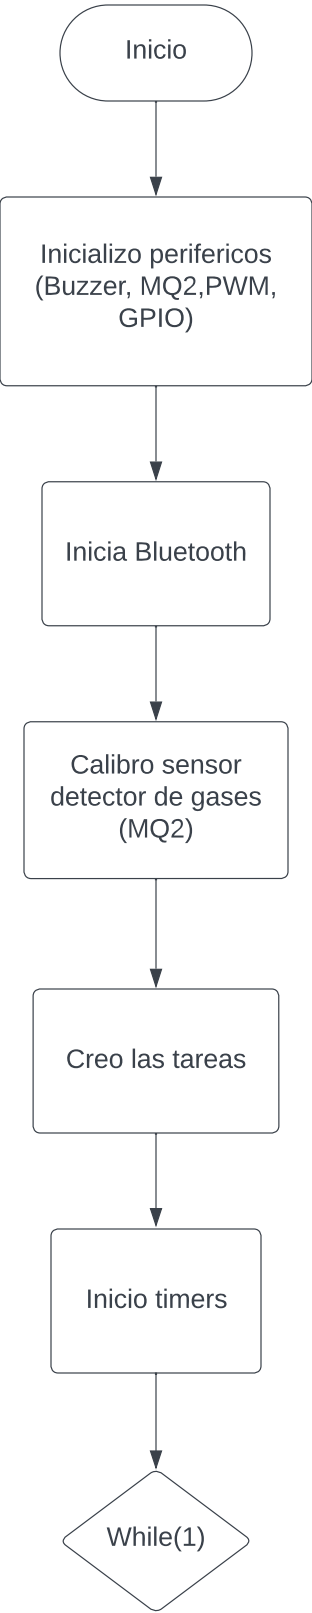 Inicio
Inicializo perifericos
(Buzzer, MQ2,PWM,
GPIO)
Inicia Bluetooth
Calibro sensor
detector de gases
(MQ2)
Creo las tareas
Inicio timers
While(1)